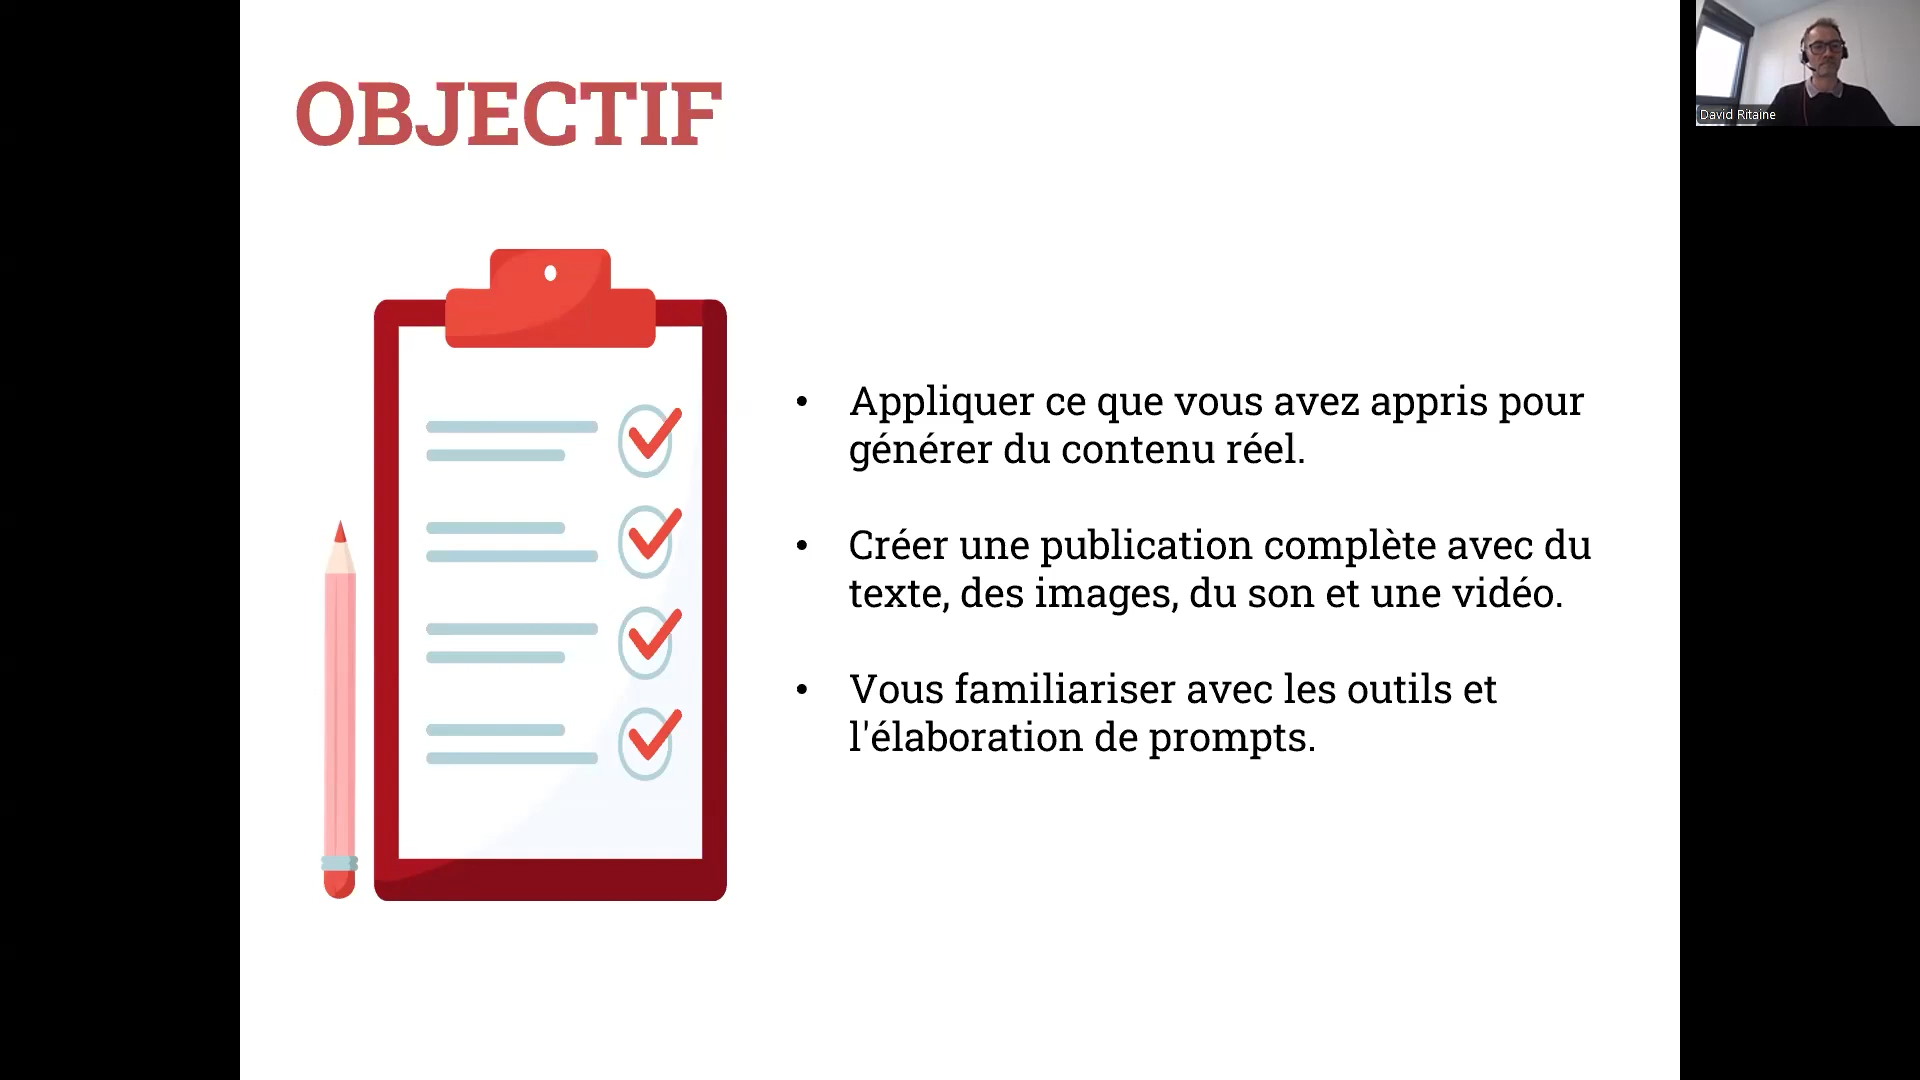 OBJECTIF
David Ritaine
• Appliquer ce que vous avez appris pour
générer du contenu réel.
• Créer une publication complète avec du
texte, des images, du son et une vidéo.
• Vous familiariser avec les outils et
l'élaboration de prompts.